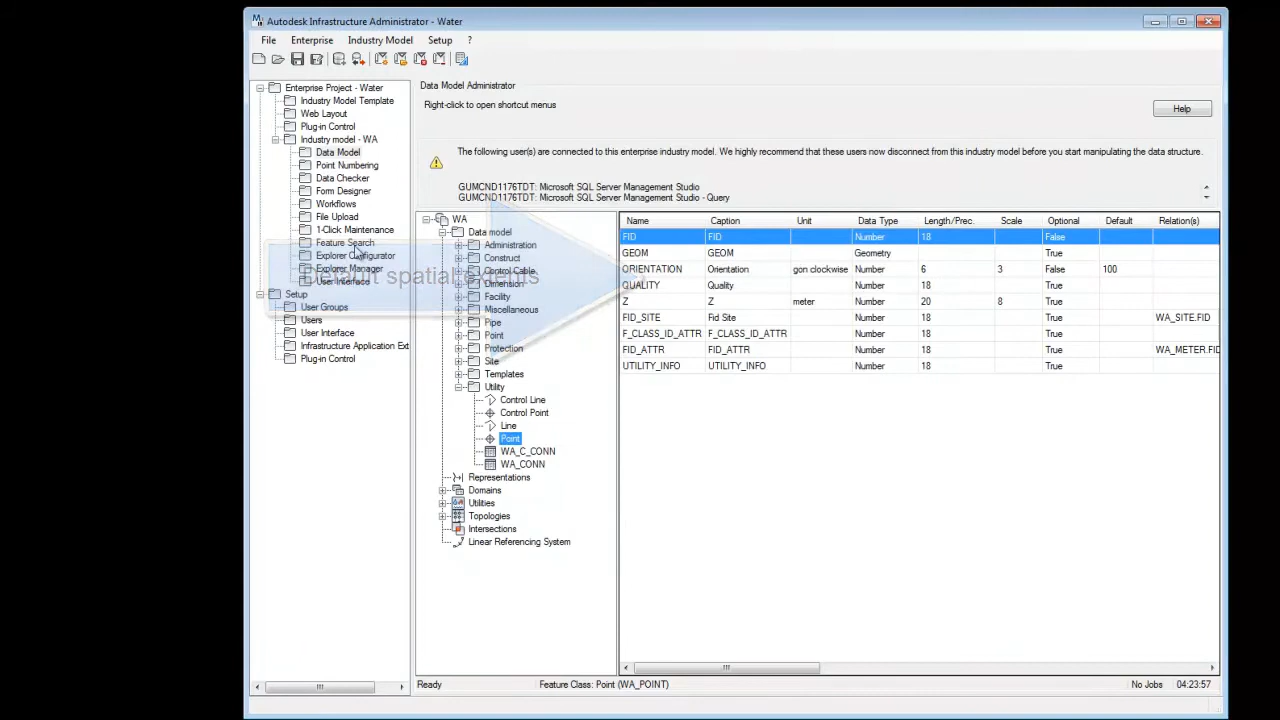 Autodesk Infrastructure Administrator - Water
File Enterprise Industry Model Setup ?
Enterprise Project - Water
Industry Model Template
Web Layout
Plug-in Control
Industry model - WA
Data Model
Point Numbering
Data Checker
Form Designer
Workflows
File Upload
1-Click Maintenance
Feature Search
Explorer Configurator
Explorer Manager
User Interface
Setup
User Groups
Users
User Interface
Infrastructure Application Ext
Plug-in Control
Default spatial extents
Data Model Administrator
Right-click to open shortcut menus
Help
The following user(s) are connected to this enterprise industry model. We highly recommend that these users now disconnect from this industry model before you start manipulating the data structure.
GUMCND1176TDT: Microsoft SQL Server Management Studio
GUMCND1176TDT: Microsoft SQL Server Management Studio - Query
WA
Data model
Administration
Construct
Control Cable
Dimension
Facility
Miscellaneous
Pipe
Point
Protection
Site
Templates
Utility
Control Line
Control Point
Line
Point
WA_C_CONN
WA_CONN
Representations
Domains
Utilities
Topologies
Intersections
Linear Referencing System
Name Caption Unit Data Type Length/Prec. Scale Optional Default Relation(s)
FID FID Number 18 False
GEOM GEOM Geometry True
ORIENTATION Orientation gon clockwise Number 6 3 False 100
QUALITY Quality Number 18 True
Z Z meter Number 20 8 True
FID_SITE Fid Site Number 18 True WA_SITE.FID
F_CLASS_ID_ATTR F_CLASS_ID_ATTR Number 18 True
FID_ATTR FID_ATTR Number 18 True WA_METER.FID
UTILITY_INFO UTILITY_INFO Number 18 True
Ready Feature Class: Point (WA_POINT) No Jobs 04:23:57